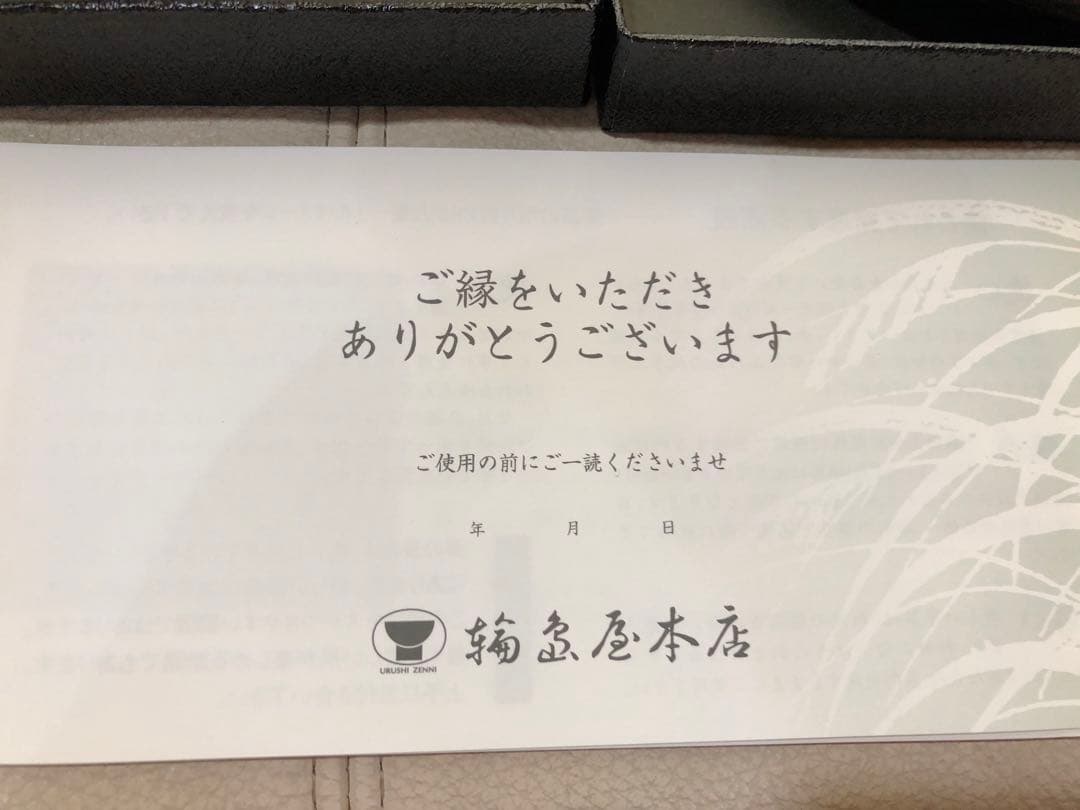 ご縁をいただき
ありがとうございます
ご使用の前にご一読くださいませ
年 月 日
URUSHI ZENNI
輪島屋本店